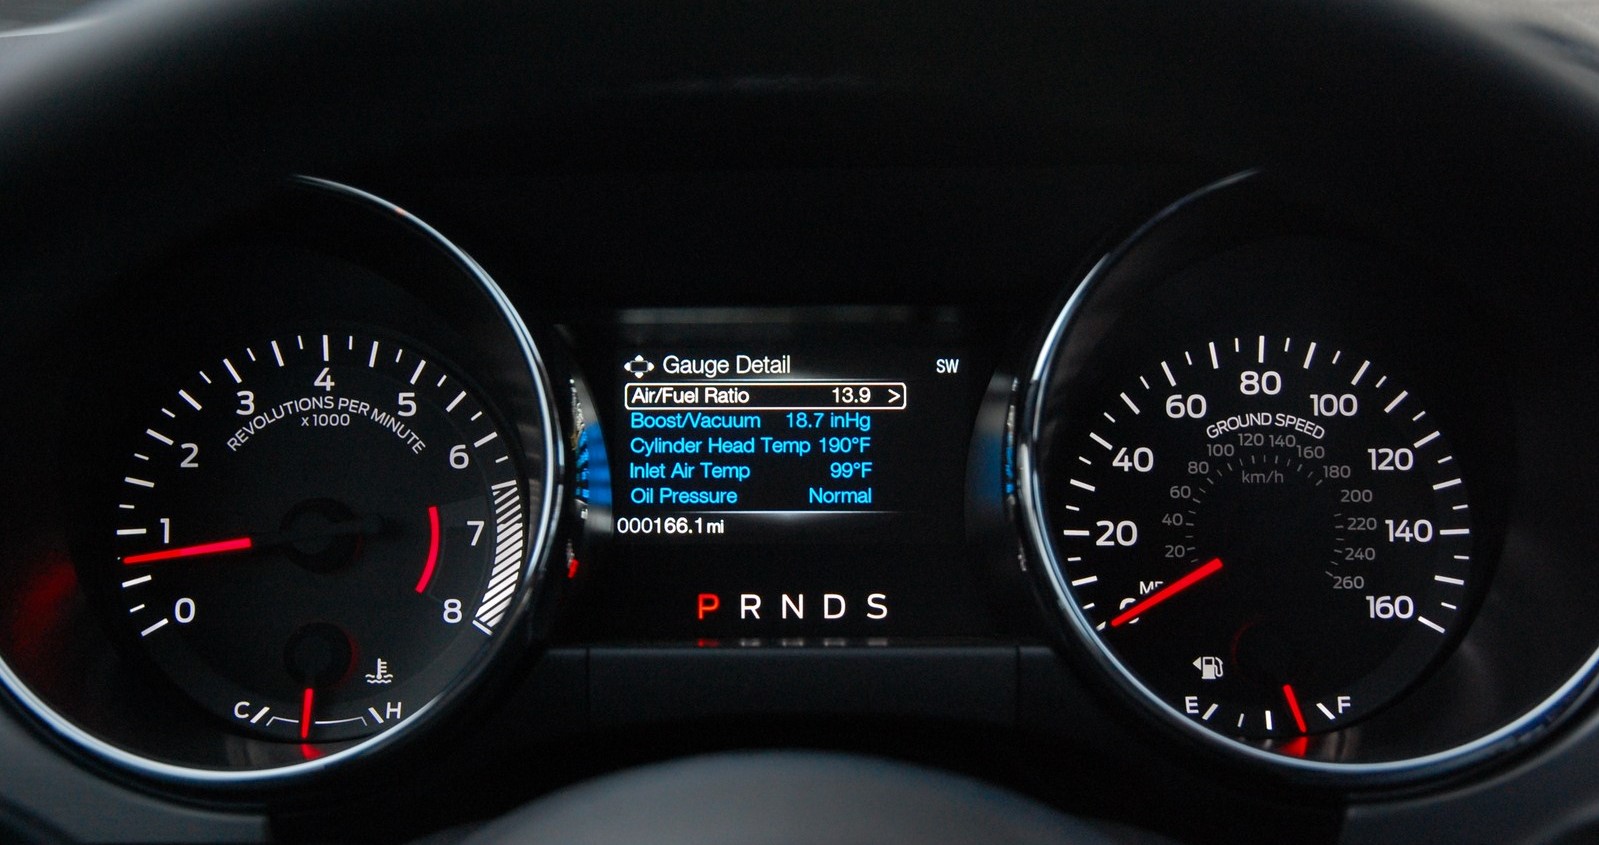 0
1
2
3
4
5
6
7
8
REVOLUTIONS PER MINUTE
x 1000
C
H
Gauge Detail SW
Air/Fuel Ratio 13.9 >
Boost/Vacuum 18.7 inHg
Cylinder Head Temp 190°F
Inlet Air Temp 99°F
Oil Pressure Normal
000166.1 mi
P R N D S
20
40
60
80
100
120
140
160
GROUND SPEED
20
40
60
80
100
120
140
160
180
200
220
240
260
km/h
E
F